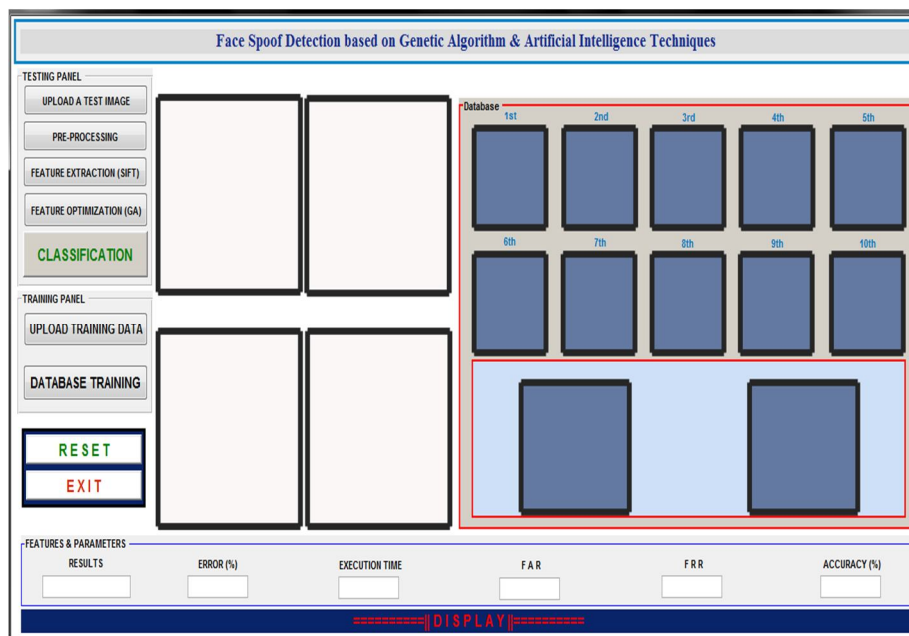 Face Spoof Detection based on Genetic Algorithm & Artificial Intelligence Techniques
TESTING PANEL
UPLOAD A TEST IMAGE
PRE-PROCESSING
FEATURE EXTRACTION (SIFT)
FEATURE OPTIMIZATION (GA)
CLASSIFICATION
TRAINING PANEL
UPLOAD TRAINING DATA
DATABASE TRAINING
RESET
EXIT
Database
1st 2nd 3rd 4th 5th
6th 7th 8th 9th 10th
FEATURES & PARAMETERS
RESULTS ERROR (%) EXECUTION TIME F A R F R R ACCURACY (%)
==========|| D I S P L A Y ||==========